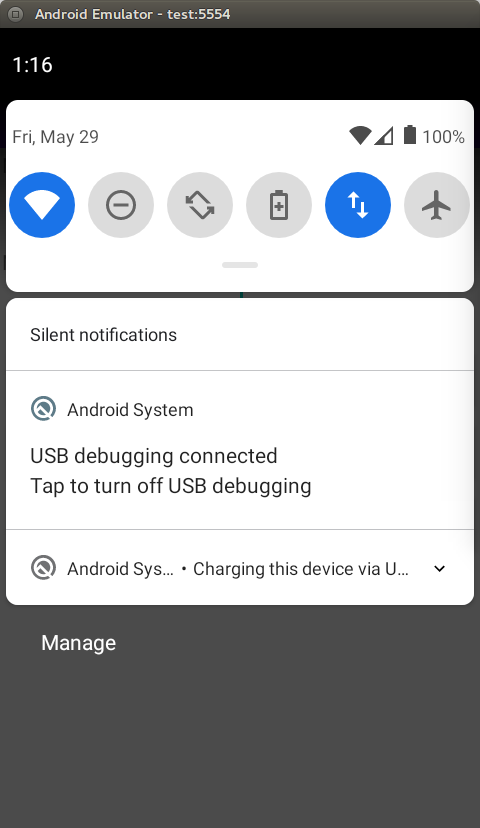 Android Emulator - test:5554
1:16
Fri, May 29
100%
Silent notifications
Android System
USB debugging connected
Tap to turn off USB debugging
Android Sys... • Charging this device via U...
Manage